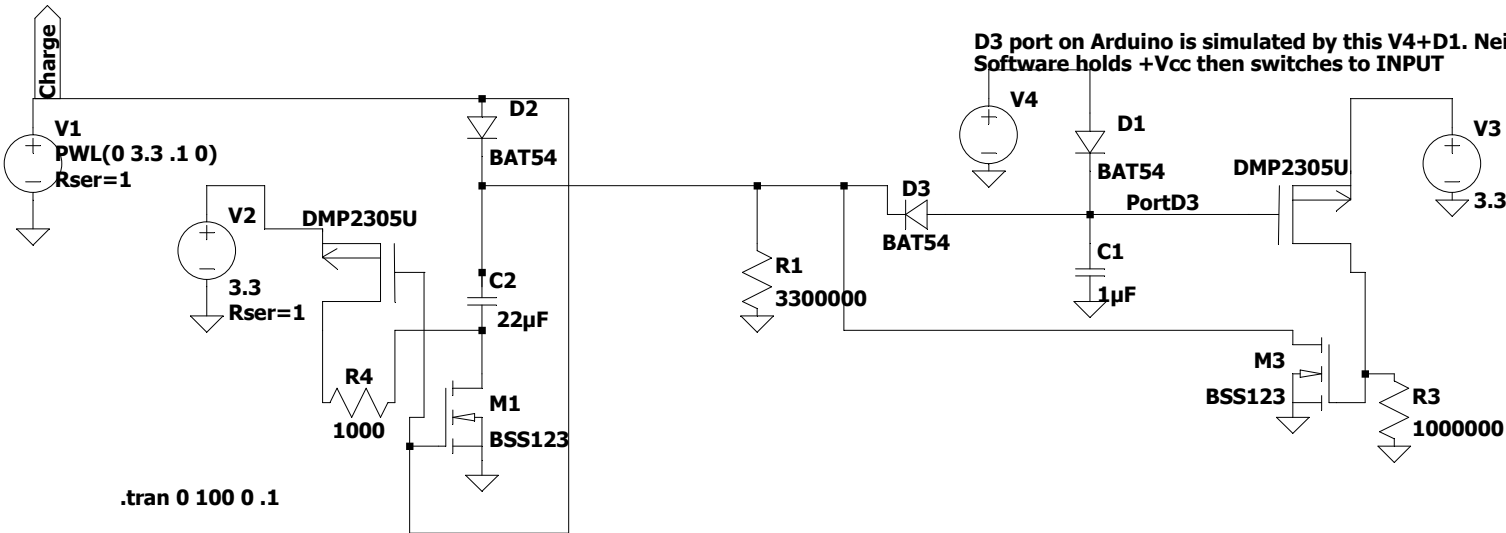 Charge
D3 port on Arduino is simulated by this V4+D1.
Software holds +Vcc then switches to INPUT
V1
PWL(0 3.3 .1 0)
Rser=1
D2
BAT54
V4
D1
BAT54
V3
3.3
V2
3.3
Rser=1
DMP2305U
D3
BAT54
PortD3
DMP2305U
C2
22µF
R1
3300000
C1
1µF
R4
1000
M1
BSS123
M3
BSS123
R3
1000000
.tran 0 100 0 .1